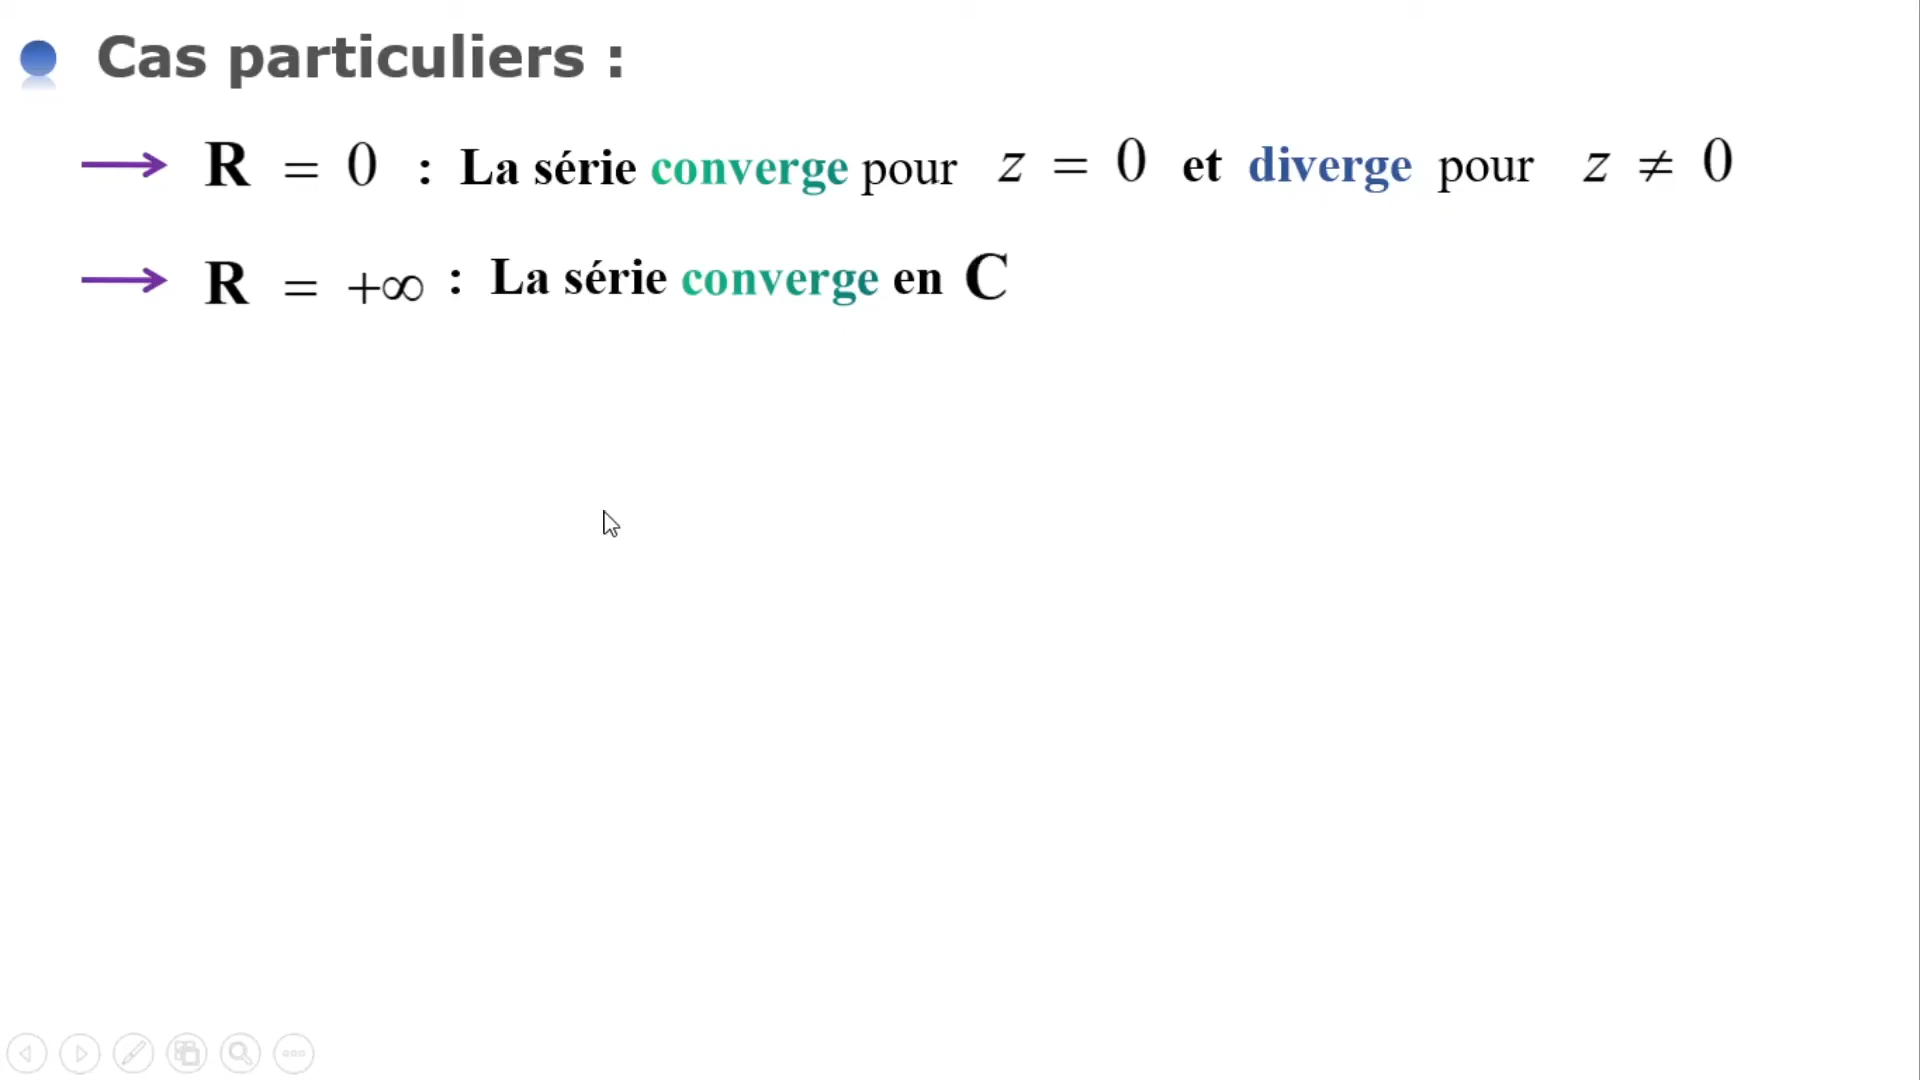 Cas particuliers :
R = 0 : La série converge pour z = 0 et diverge pour z ≠ 0
R = +∞ : La série converge en C